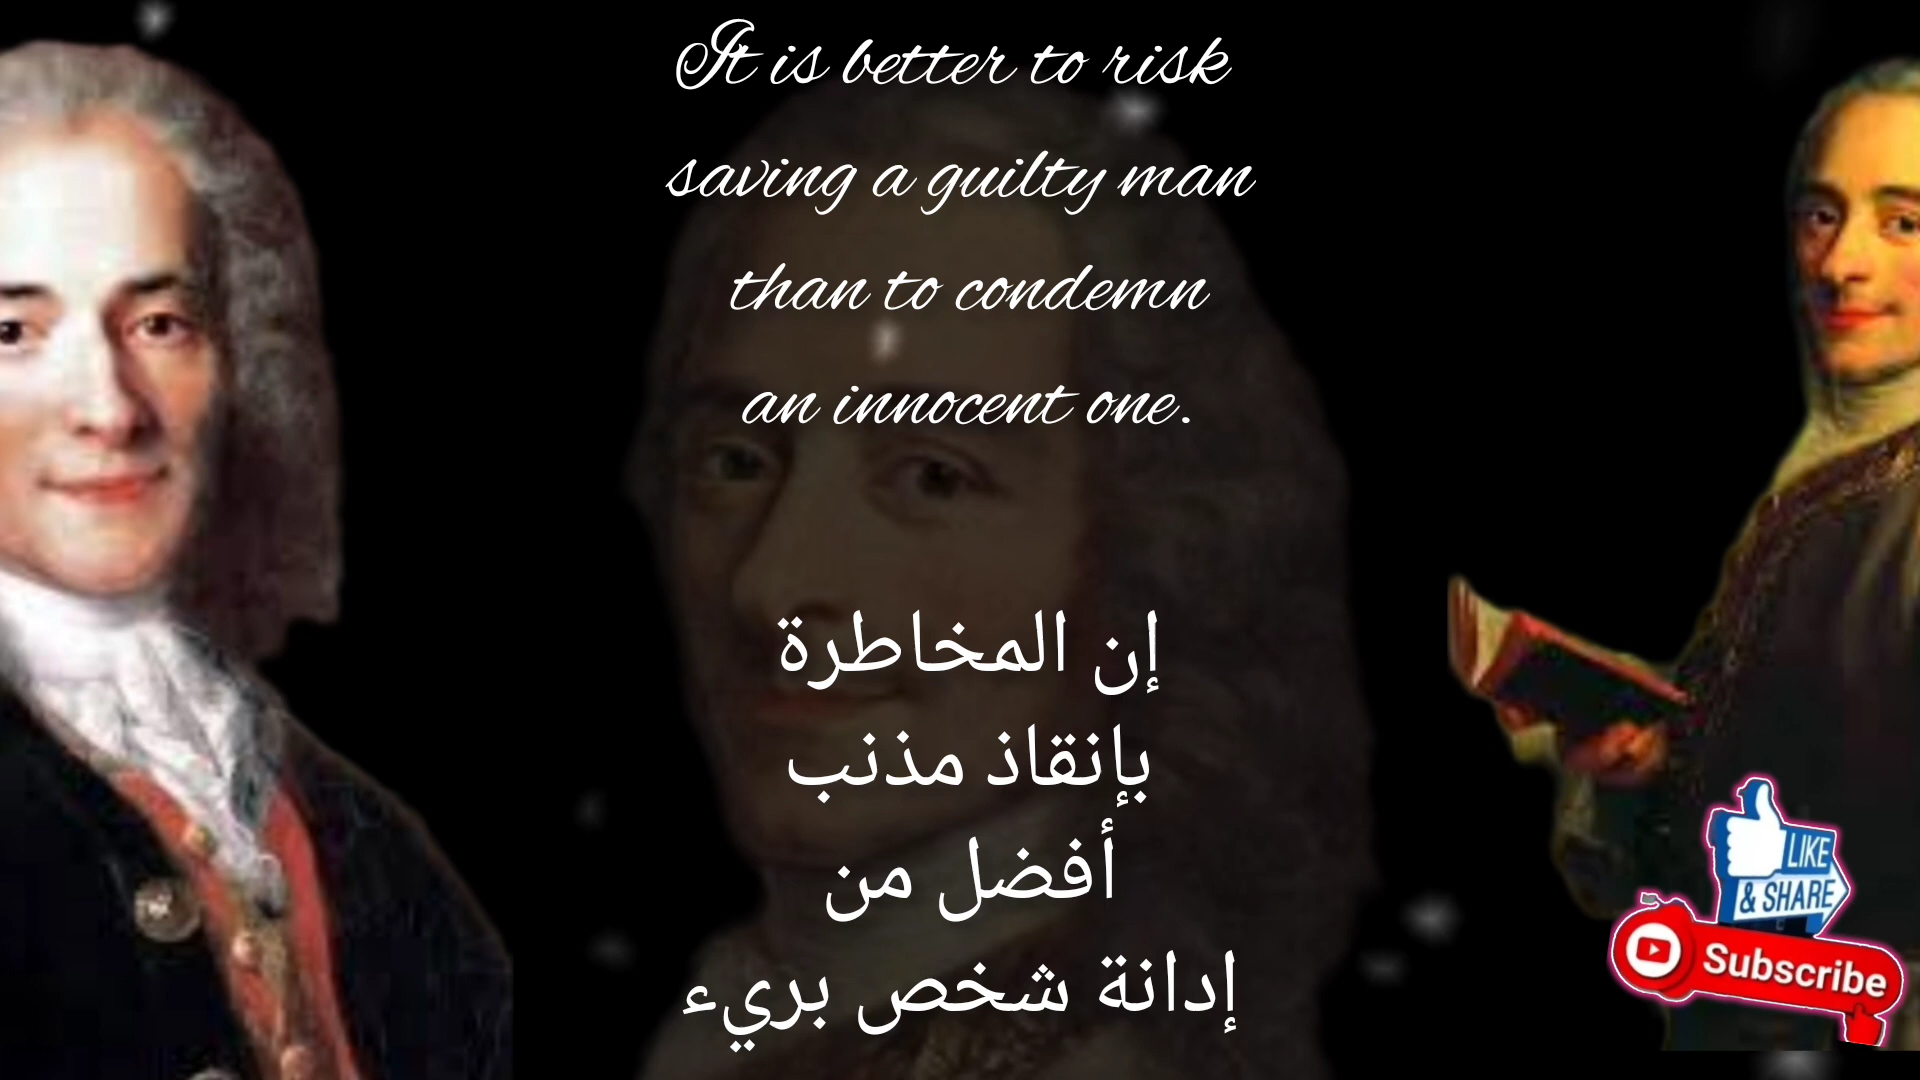 It is better to risk
saving a guilty man
than to condemn
an innocent one.
إن المخاطرة
بإنقاذ مذنب
أفضل من
إدانة شخص بريء
LIKE
& SHARE
Subscribe